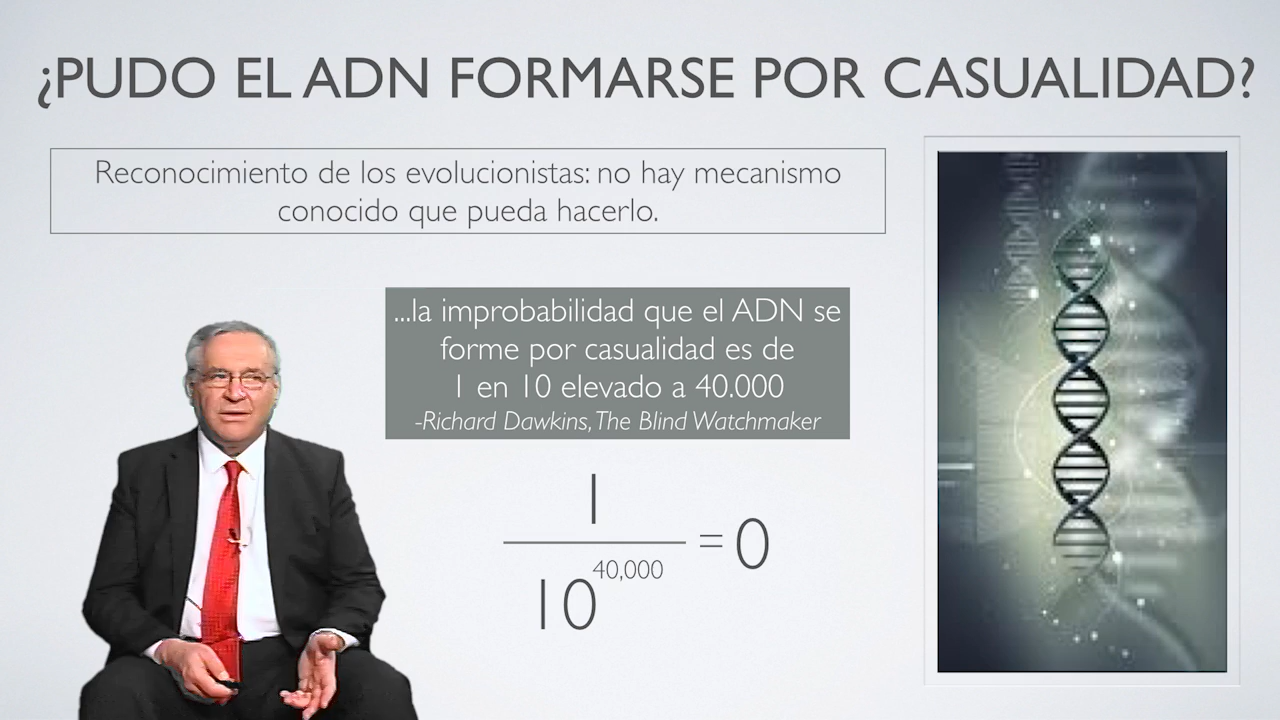 ¿PUDO EL ADN FORMARSE POR CASUALIDAD?
Reconocimiento de los evolucionistas: no hay mecanismo
conocido que pueda hacerlo.
...la improbabilidad que el ADN se
forme por casualidad es de
1 en 10 elevado a 40.000
-Richard Dawkins, The Blind Watchmaker
1
40,000
10
= 0